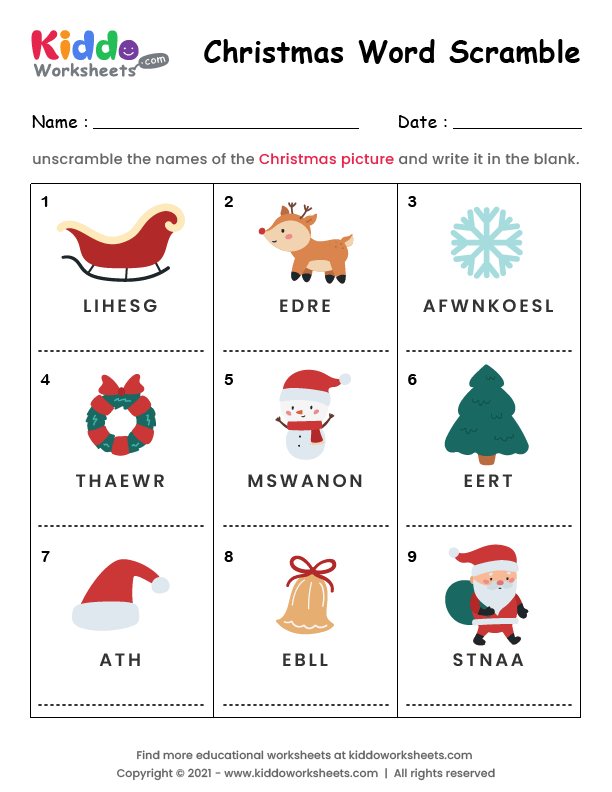 Kiddo
Worksheets.com
Christmas Word Scramble
Name :
Date :
unscramble the names of the Christmas picture and write it in the blank.
1
2
3
LIHESG
EDRE
AFWNKOESL
4
5
6
THAEWR
MSWANON
EERT
7
8
9
ATH
EBLL
STNAA
Find more educational worksheets at kiddoworksheets.com
Copyright © 2021 - www.kiddoworksheets.com | All rights reserved